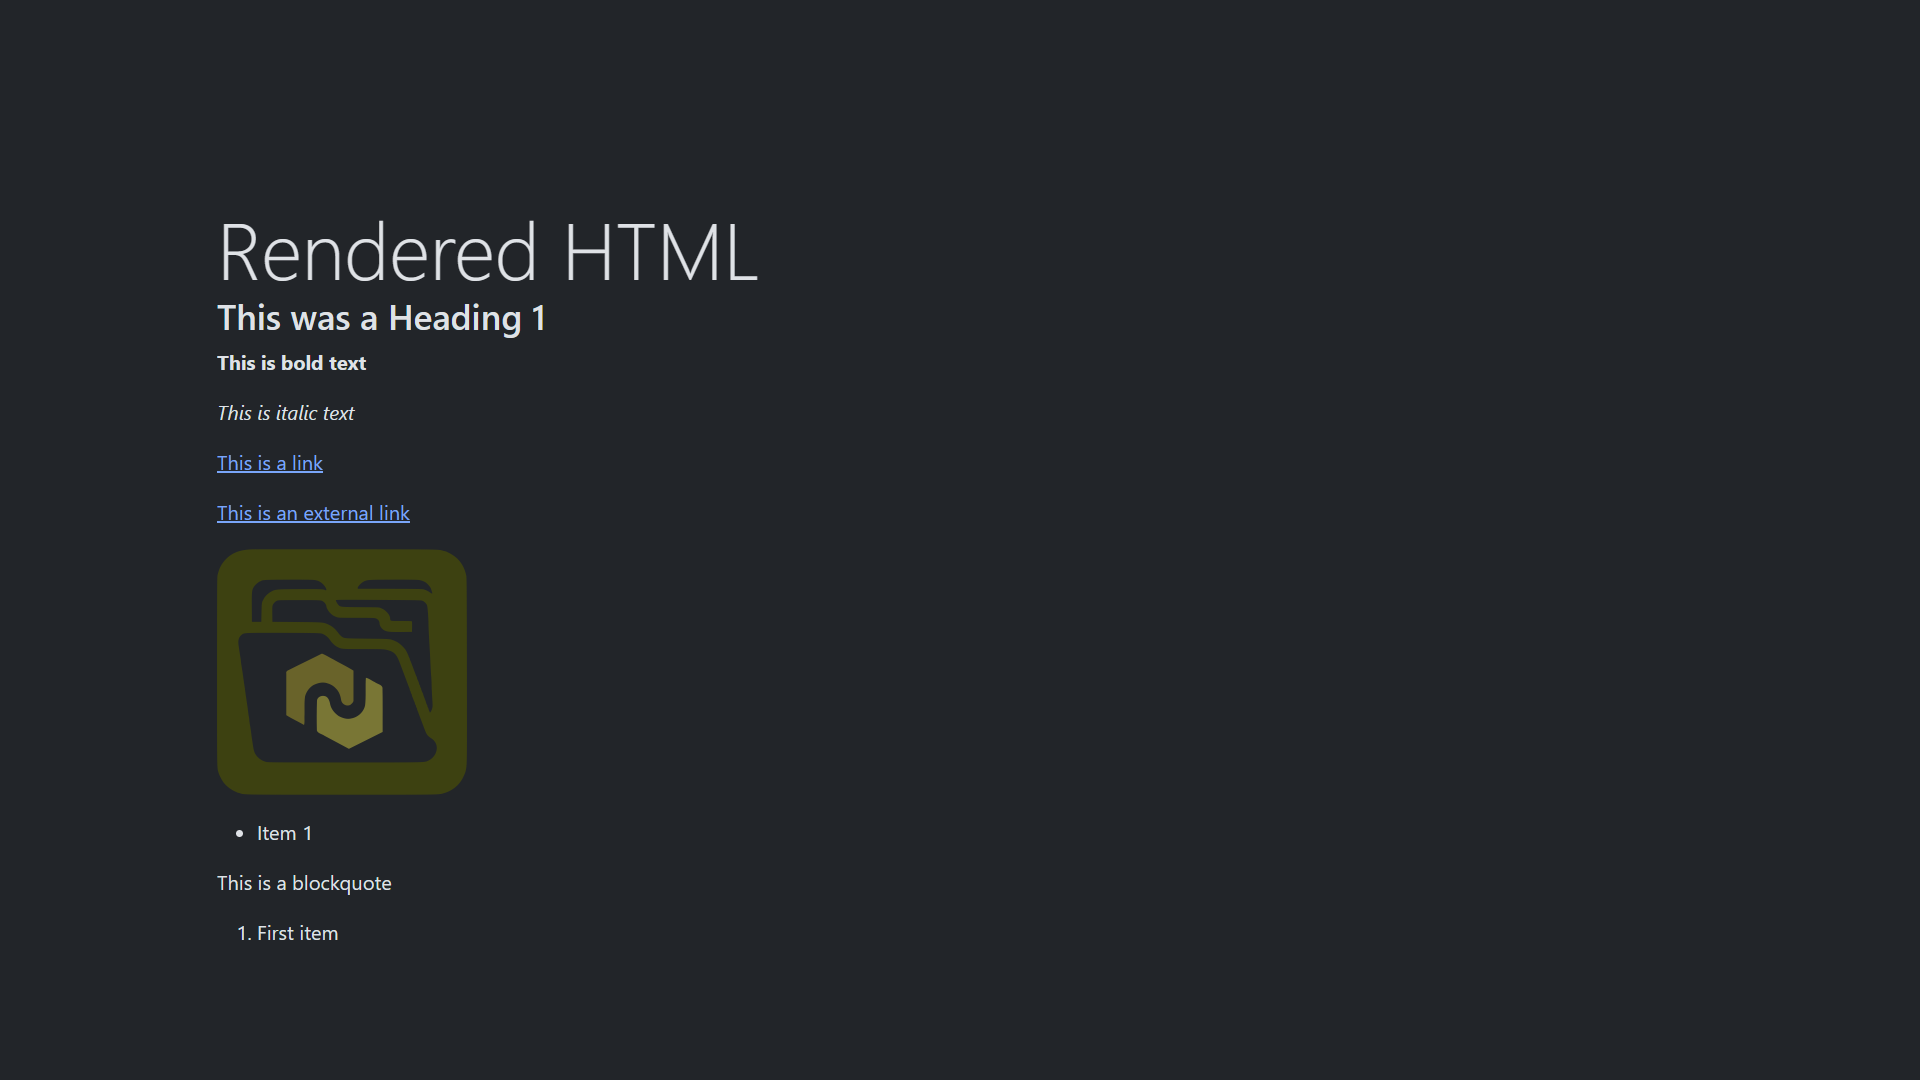 Rendered HTML
This was a Heading 1
This is bold text
This is italic text
This is a link
This is an external link
• Item 1
This is a blockquote
1. First item